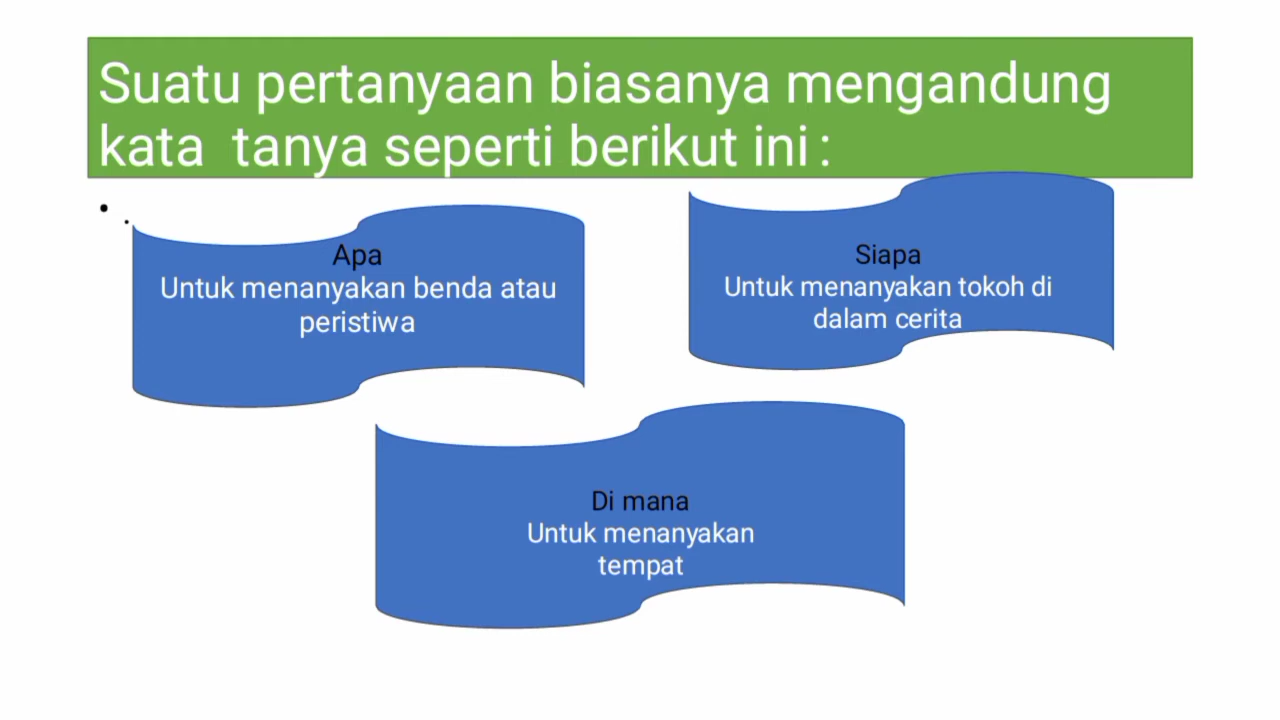 Suatu pertanyaan biasanya mengandung
kata tanya seperti berikut ini :
Apa
Untuk menanyakan benda atau
peristiwa
Siapa
Untuk menanyakan tokoh di
dalam cerita
Di mana
Untuk menanyakan
tempat